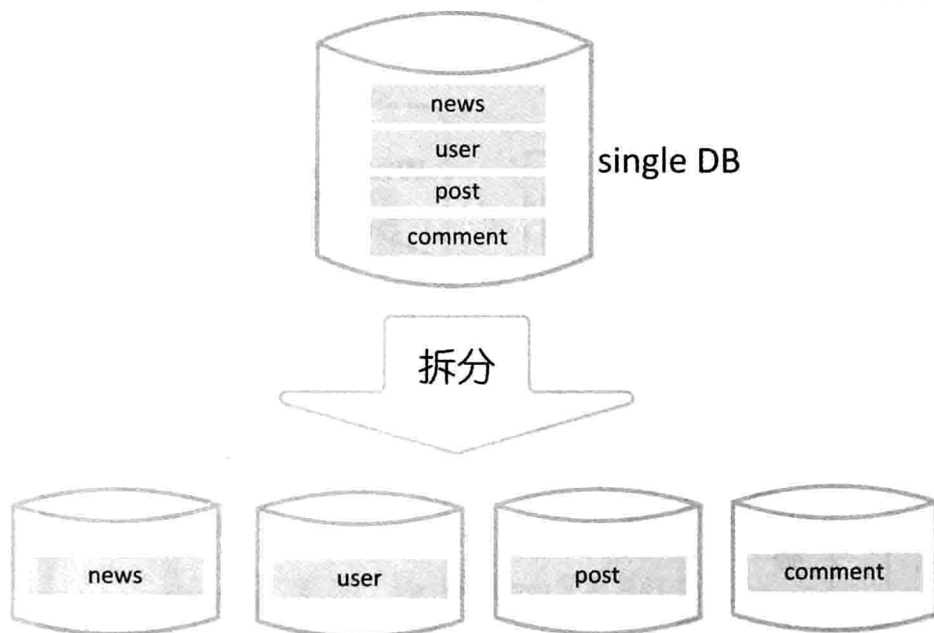 news
user
single DB
post
comment
拆分
news
user
post
comment